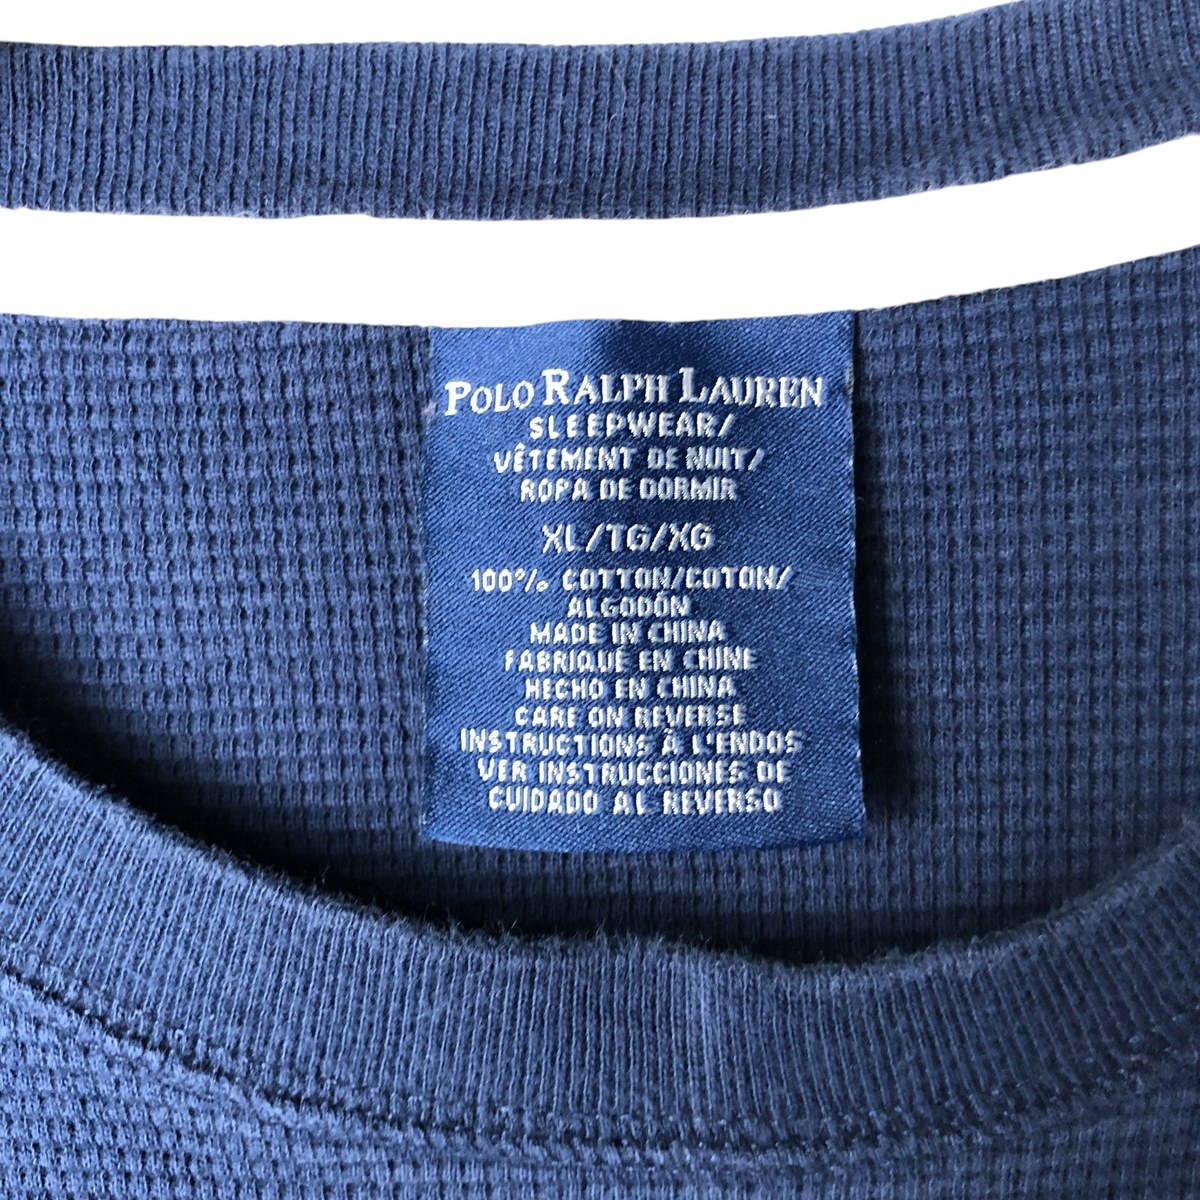 POLO RALPH LAUREN
SLEEPWEAR/
VÊTEMENT DE NUIT/
ROPA DE DORMIR
XL/TG/XG
100% COTTON/COTON/
ALGODÓN
MADE IN CHINA
FABRIQUÉ EN CHINE
HECHO EN CHINA
CARE ON REVERSE
INSTRUCTIONS À L'ENDOS
VER INSTRUCCIONES DE
CUIDADO AL REVERSO